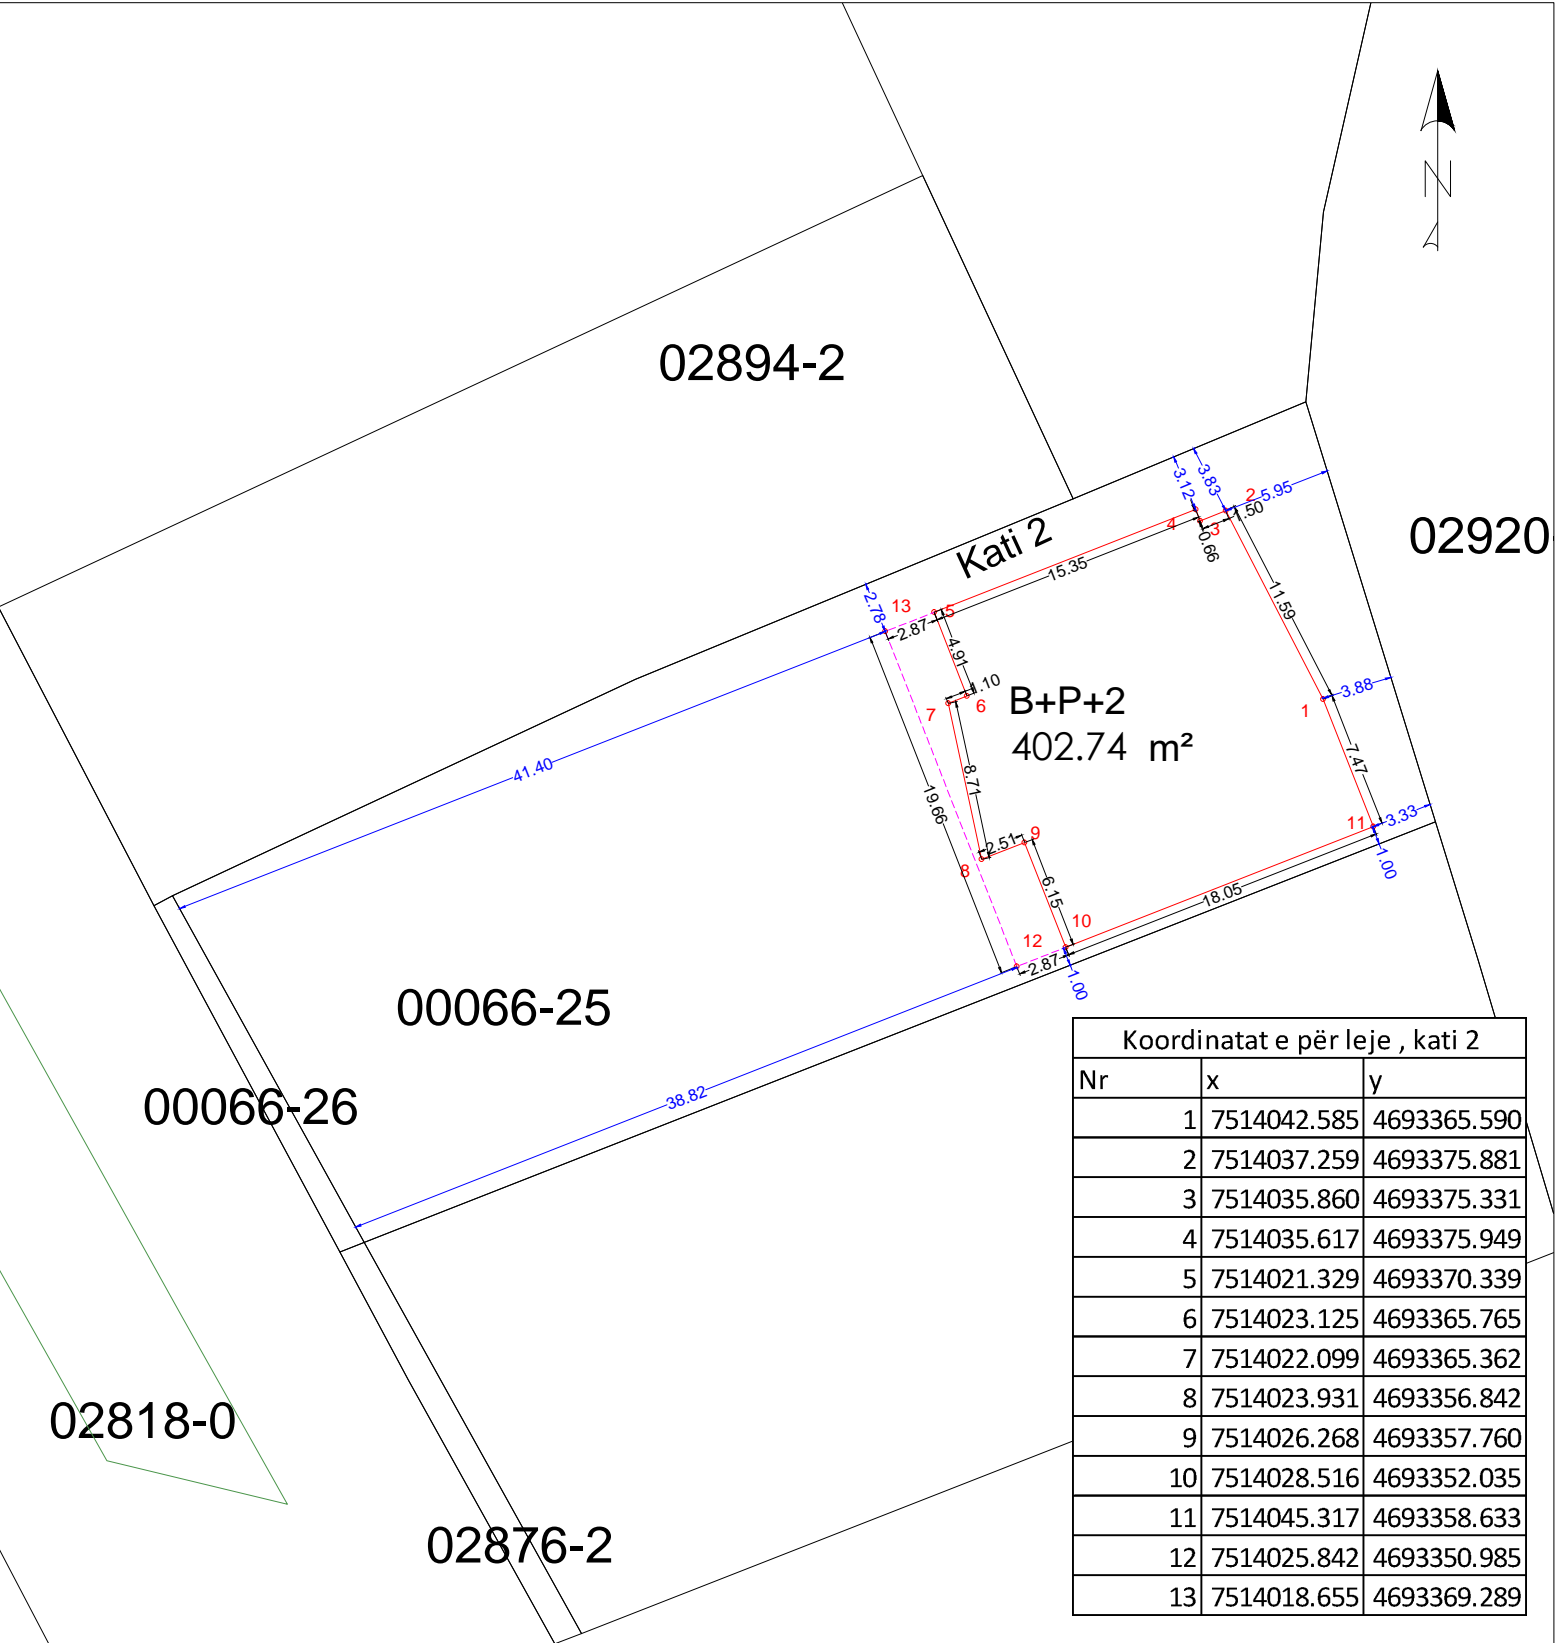 N
02894-2
02920
Kati 2
3.12
3.83
2
5.95
1.50
4
3
0.66
15.35
13
5
2.78
2.87
4.91
1.10
7
6
11.59
B+P+2
402.74 m²
1
3.88
41.40
8.71
19.66
7.47
3.33
11
1.00
9
2.51
8
6.15
18.05
10
12
2.87
1.00
00066-25
38.82
00066-26
02818-0
02876-2
Koordinatat e për leje , kati 2
Nr x y
1 7514042.585 4693365.590
2 7514037.259 4693375.881
3 7514035.860 4693375.331
4 7514035.617 4693375.949
5 7514021.329 4693370.339
6 7514023.125 4693365.765
7 7514022.099 4693365.362
8 7514023.931 4693356.842
9 7514026.268 4693357.760
10 7514028.516 4693352.035
11 7514045.317 4693358.633
12 7514025.842 4693350.985
13 7514018.655 4693369.289